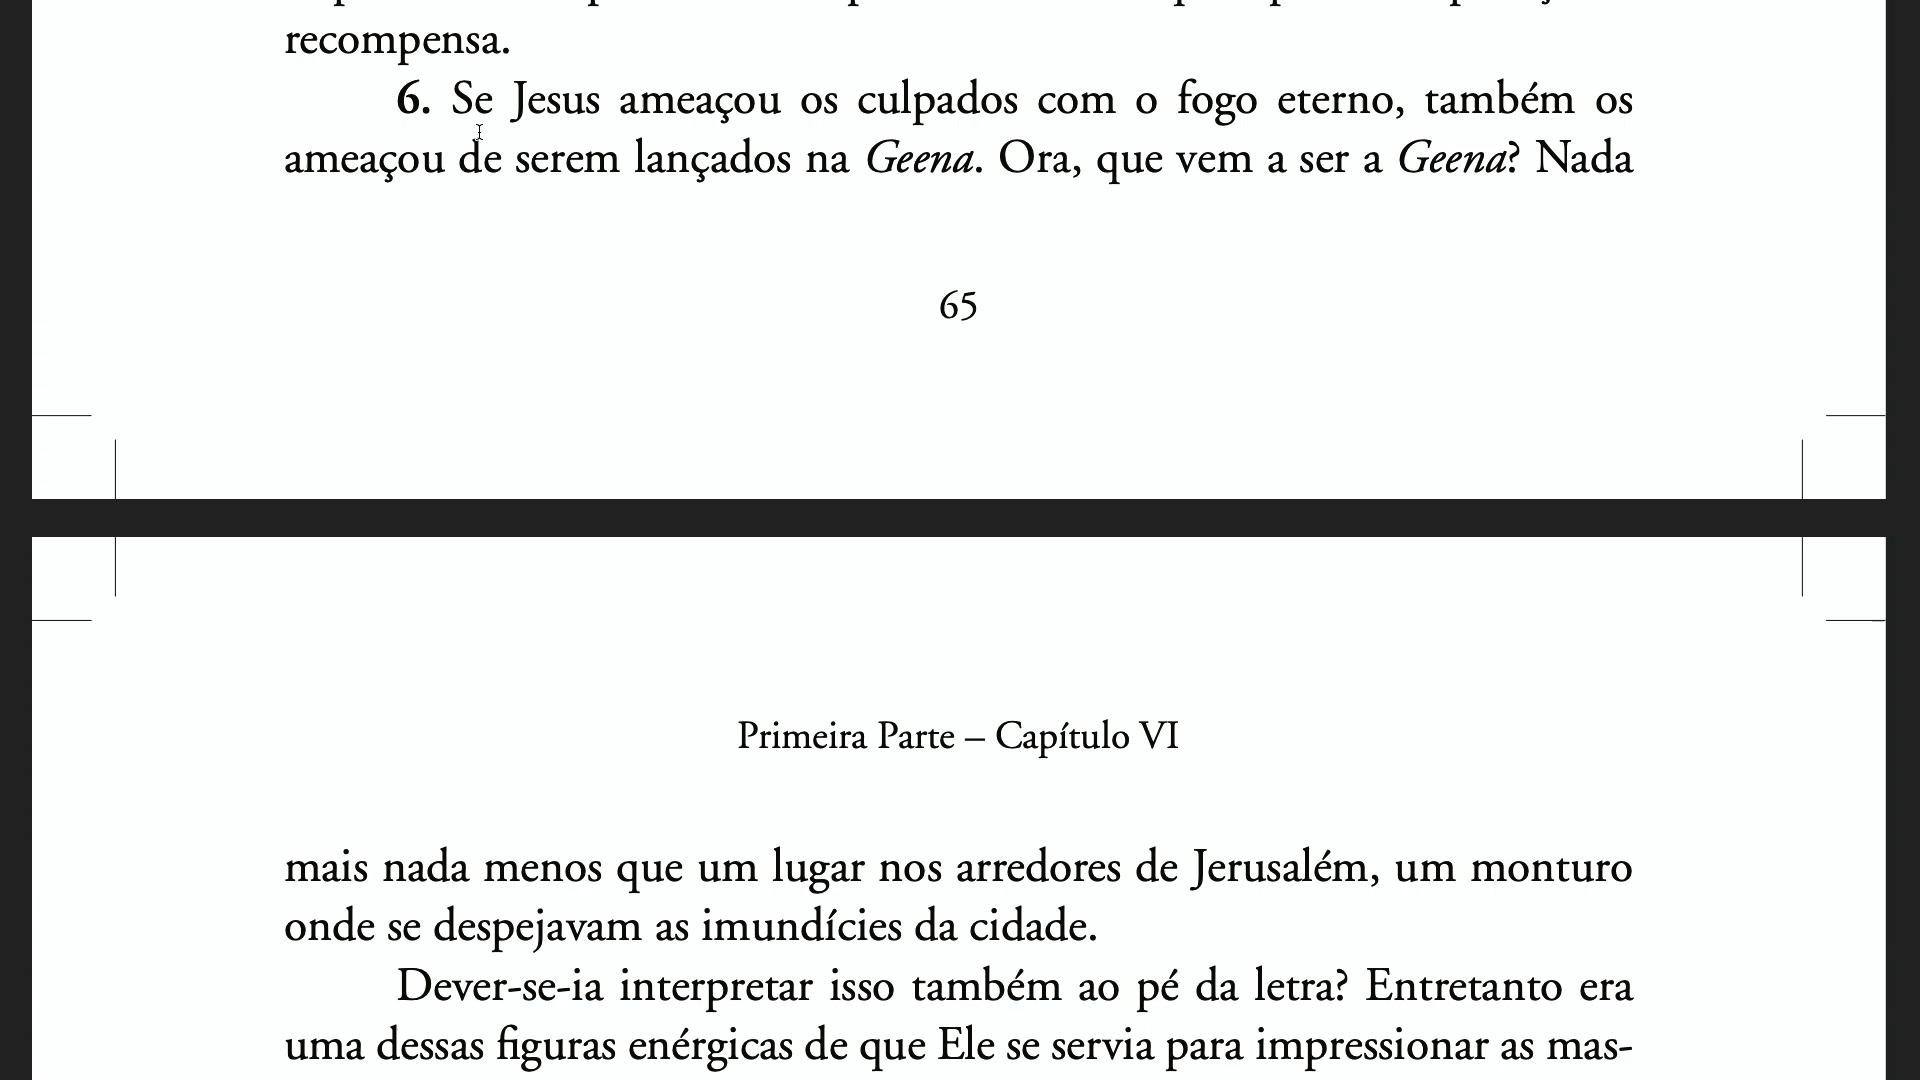 recompensa.
6. Se Jesus ameaçou os culpados com o fogo eterno, também os
ameaçou de serem lançados na Geena. Ora, que vem a ser a Geena? Nada
65
Primeira Parte – Capítulo VI
mais nada menos que um lugar nos arredores de Jerusalém, um monturo
onde se despejavam as imundícies da cidade.
Dever-se-ia interpretar isso também ao pé da letra? Entretanto era
uma dessas figuras enérgicas de que Ele se servia para impressionar as mas-